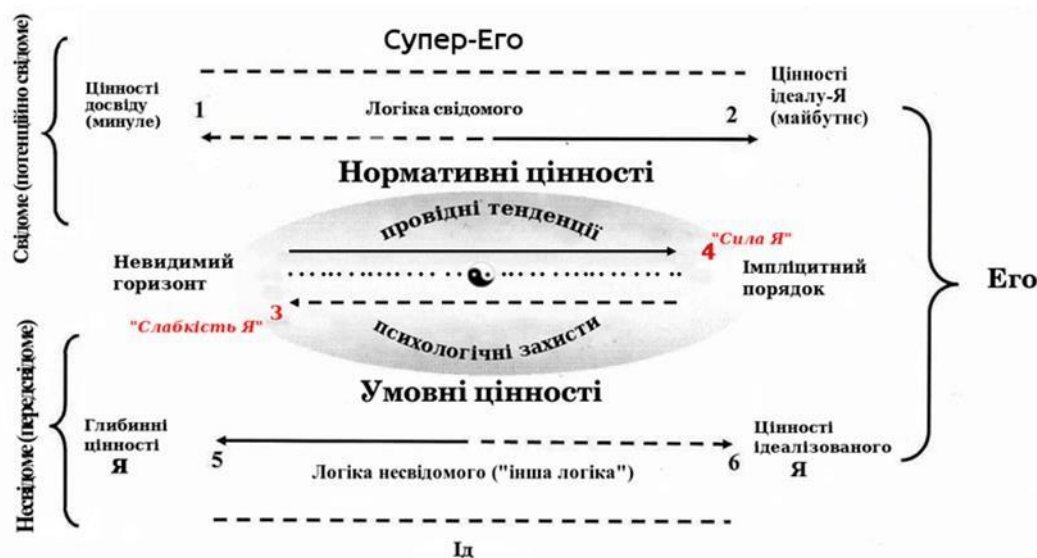 Супер-Его
Свідоме (потенційно свідоме)
Цінності
досвіду
(минуле)
1
Логіка свідомого
2
Цінності
ідеалу-Я
(майбутнє)
Нормативні цінності
провідні тенденції
"Сила Я"
4
Невидимий
горизонт
Імпліцитний
порядок
Его
3
"Слабкість Я"
психологічні захисти
Умовні цінності
Несвідоме (передсвідоме)
Глибинні
цінності
Я
5
Логіка несвідомого ("інша логіка")
6
Цінності
ідеалізованого
Я
Ід